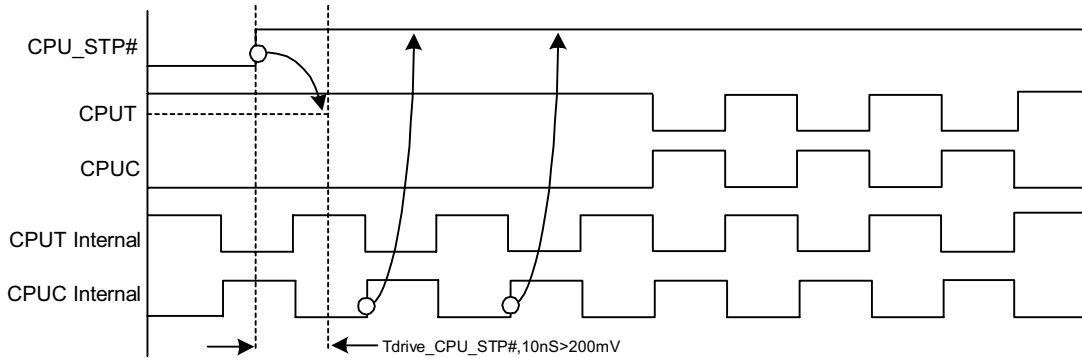 CPU_STP#
CPUT
CPUC
CPUT Internal
CPUC Internal
Tdrive_CPU_STP#,10nS>200mV